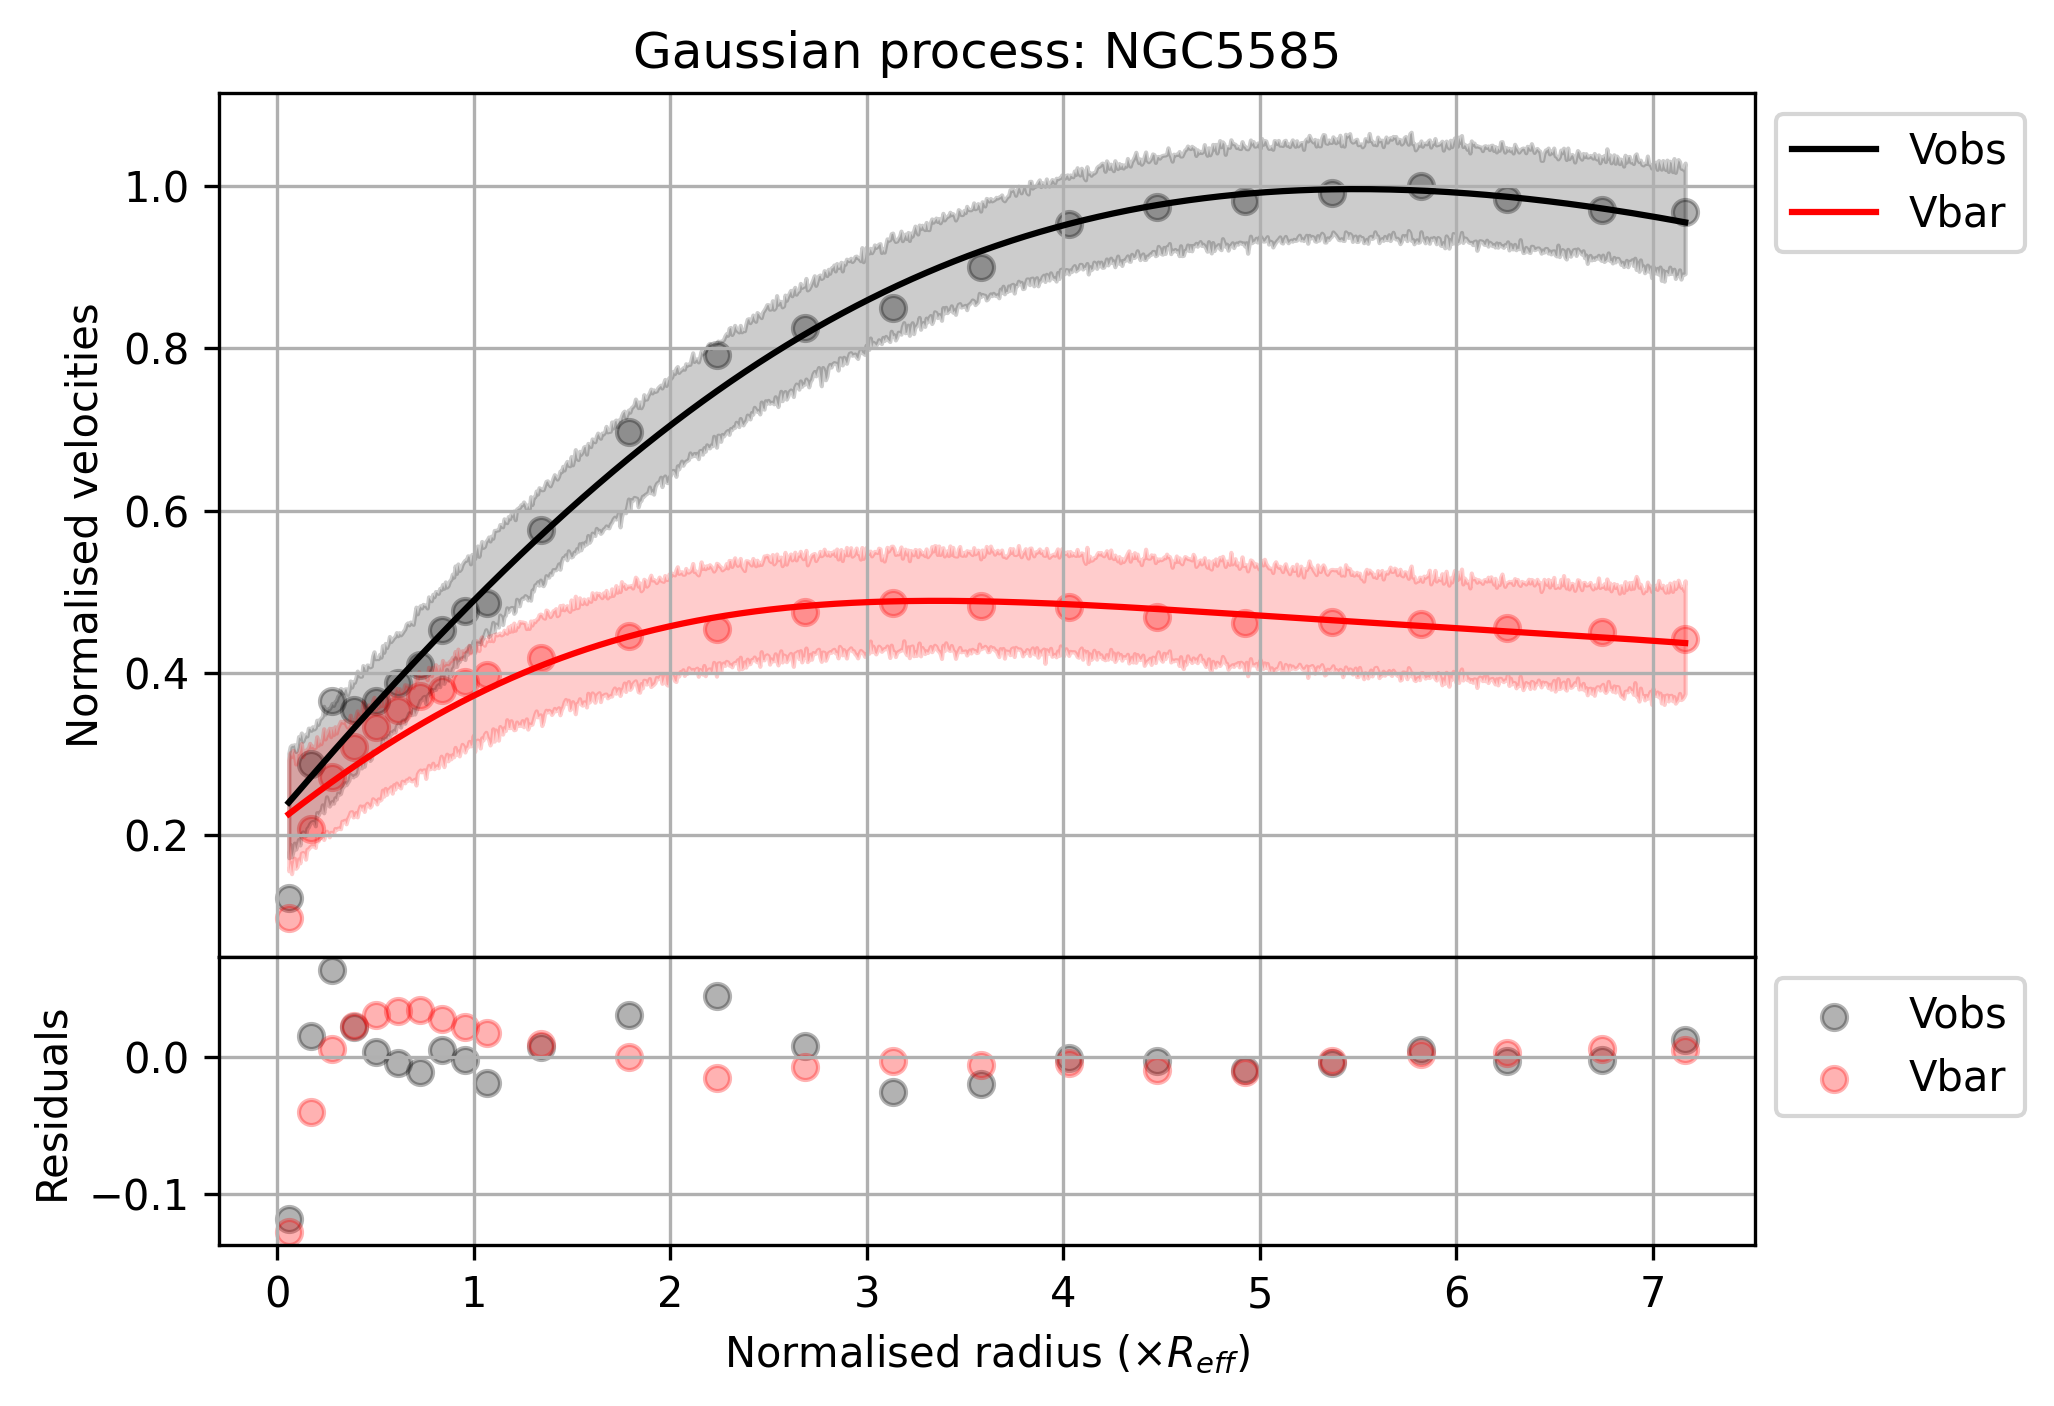 Gaussian process: NGC5585
Vobs
Vbar
Normalised velocities
1.0
0.8
0.6
0.4
0.2
Vobs
Vbar
Residuals
0.0
−0.1
0 1 2 3 4 5 6 7
Normalised radius (×R_eff)